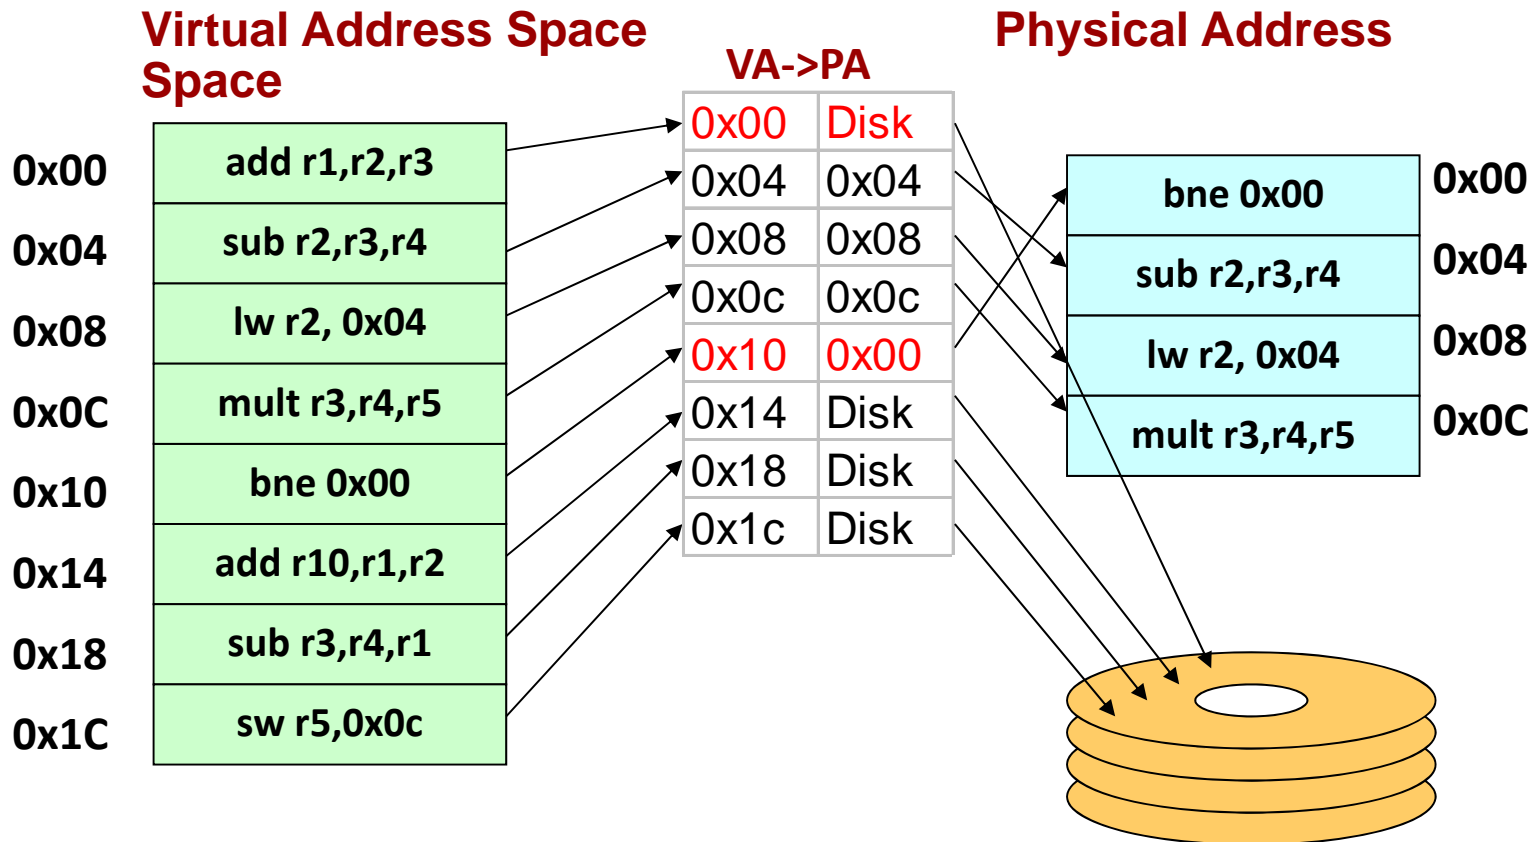 Virtual Address Space
Space
VA->PA
Physical Address
0x00 add r1,r2,r3
0x04 sub r2,r3,r4
0x08 lw r2, 0x04
0x0C mult r3,r4,r5
0x10 bne 0x00
0x14 add r10,r1,r2
0x18 sub r3,r4,r1
0x1C sw r5,0x0c
0x00 Disk
0x04 0x04
0x08 0x08
0x0c 0x0c
0x10 0x00
0x14 Disk
0x18 Disk
0x1c Disk
bne 0x00 0x00
sub r2,r3,r4 0x04
lw r2, 0x04 0x08
mult r3,r4,r5 0x0C